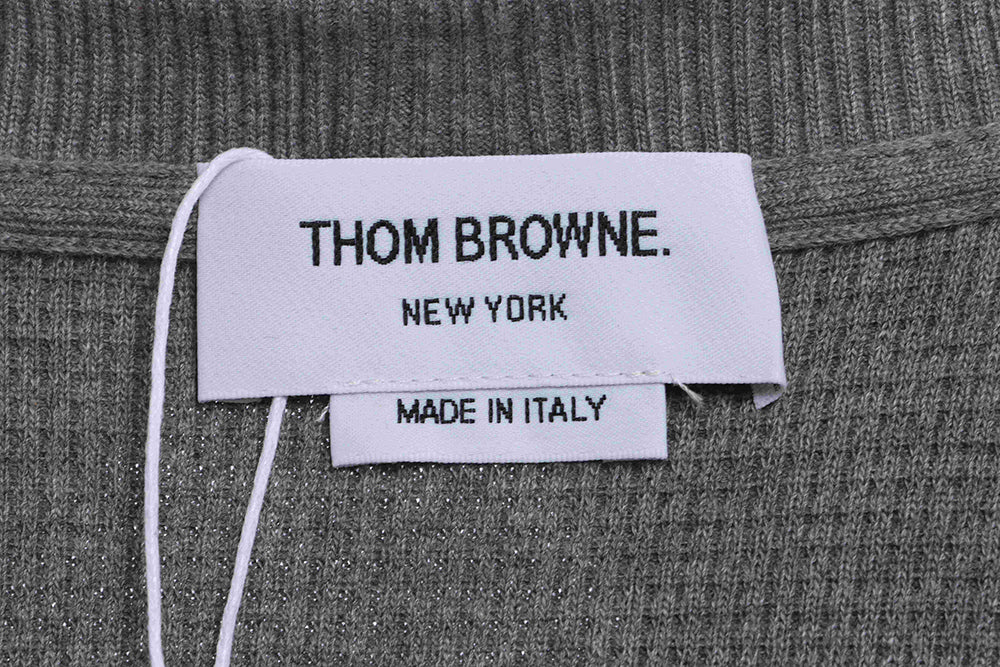 THOM BROWNE.
NEW YORK
MADE IN ITALY